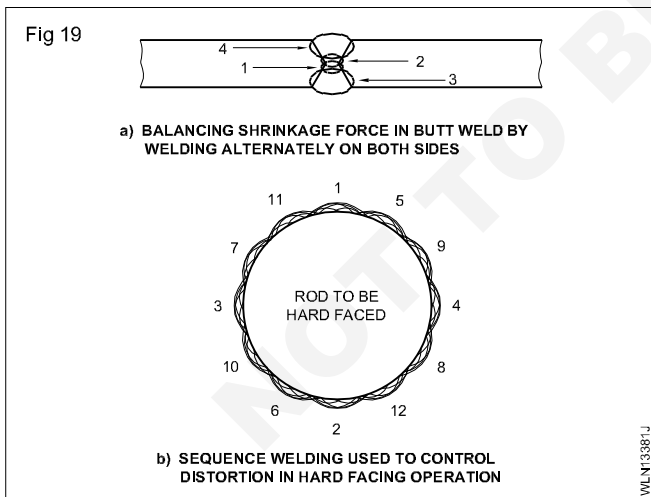 Fig 19
4
1
2
3
a) BALANCING SHRINKAGE FORCE IN BUTT WELD BY
WELDING ALTERNATELY ON BOTH SIDES
1
11
5
7
9
3
ROD TO BE
HARD FACED
4
10
8
6
12
2
b) SEQUENCE WELDING USED TO CONTROL
DISTORTION IN HARD FACING OPERATION
WLN13381J
NOT TO B